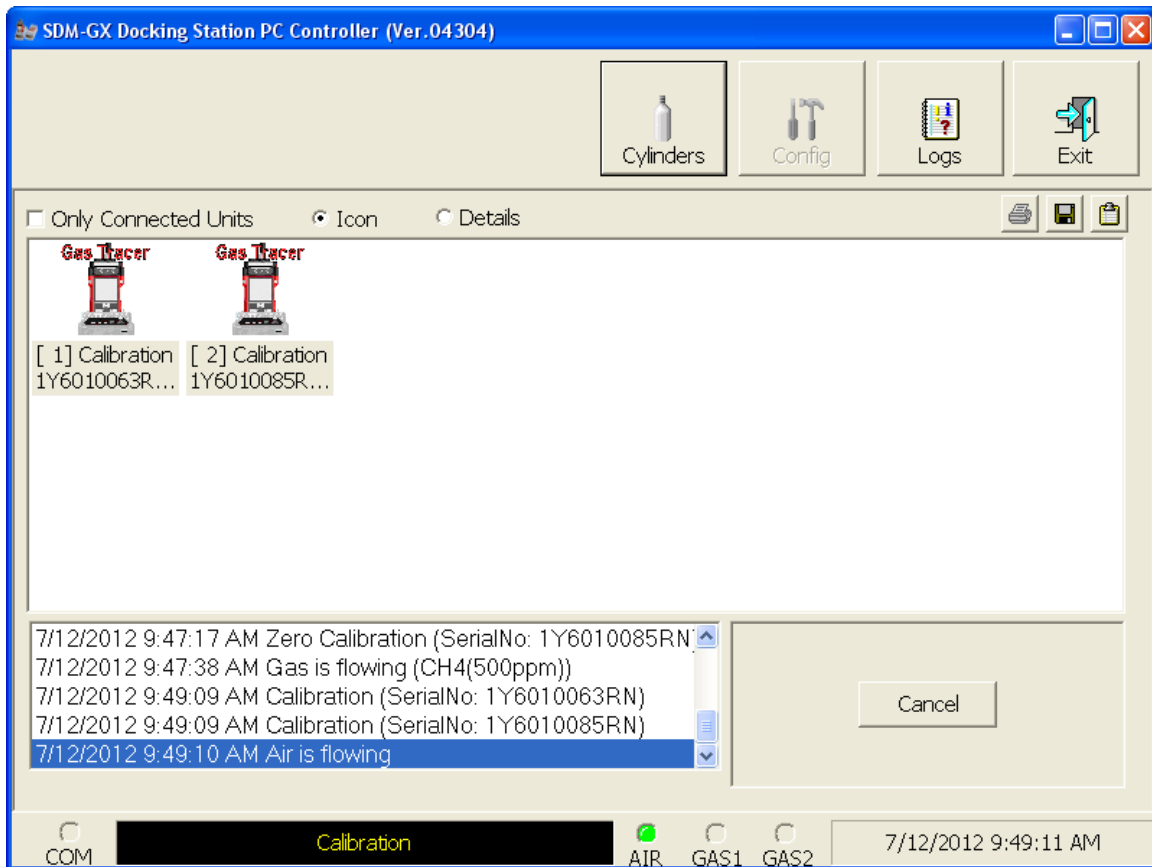 SDM-GX Docking Station PC Controller (Ver.04304)
Cylinders
Config
Logs
Exit
Only Connected Units
Icon
Details
Gas Tracer
Gas Tracer
[ 1] Calibration
1Y6010063R...
[ 2] Calibration
1Y6010085R...
7/12/2012 9:47:17 AM Zero Calibration (SerialNo: 1Y6010085RN)
7/12/2012 9:47:38 AM Gas is flowing (CH4(500ppm))
7/12/2012 9:49:09 AM Calibration (SerialNo: 1Y6010063RN)
7/12/2012 9:49:09 AM Calibration (SerialNo: 1Y6010085RN)
7/12/2012 9:49:10 AM Air is flowing
Cancel
COM
Calibration
AIR
GAS1
GAS2
7/12/2012 9:49:11 AM